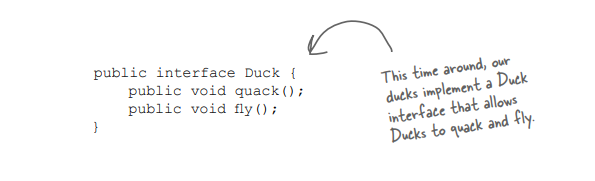 public interface Duck {
    public void quack();
    public void fly();
}
This time around, our
ducks implement a Duck
interface that allows
Ducks to quack and fly.